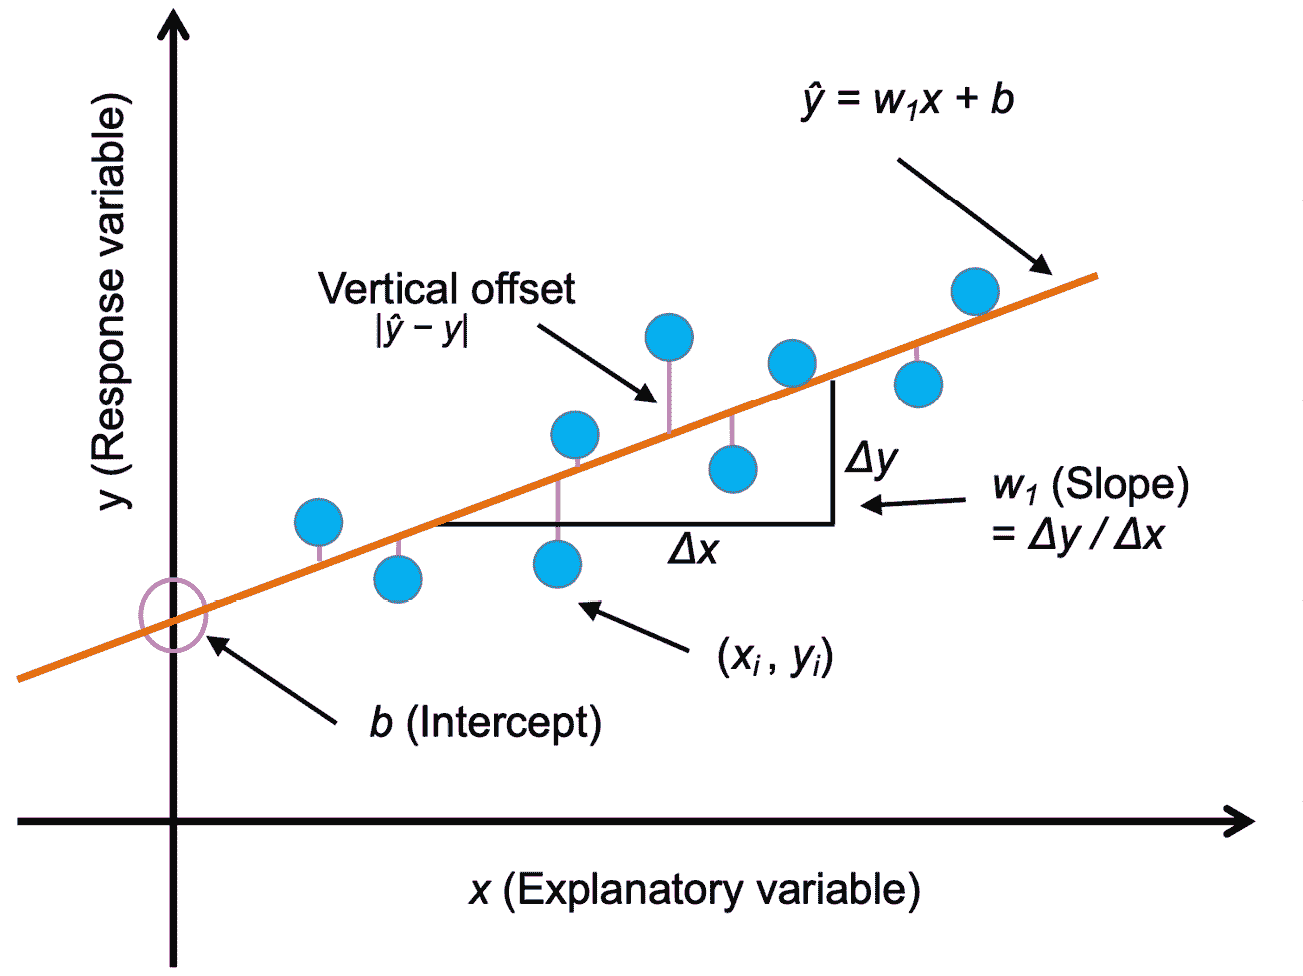 ŷ = w₁x + b
y (Response variable)
Vertical offset
|ŷ − y|
Δy
w₁ (Slope)
= Δy / Δx
Δx
(xᵢ , yᵢ)
b (Intercept)
x (Explanatory variable)